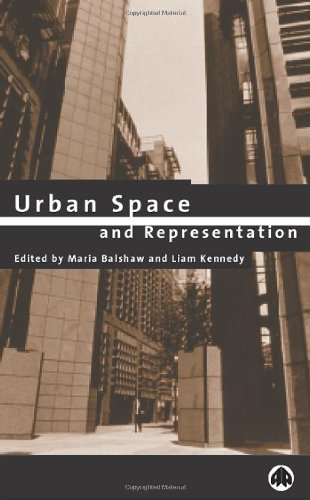 Urban Space
and Representation
Edited by Maria Balshaw and Liam Kennedy